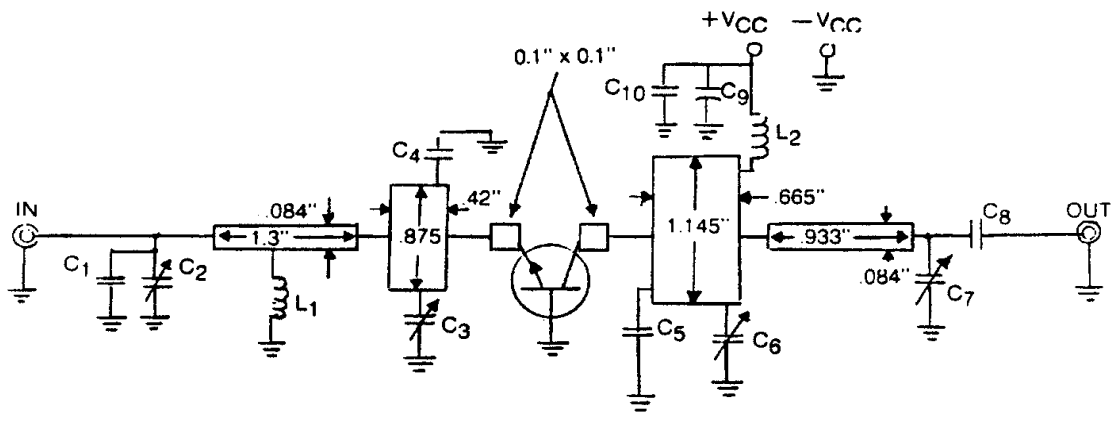 +VCC −VCC
0.1" x 0.1"
C10
C9
L2
C4
.42"
.665"
IN
.084"
1.3"
.875
1.145"
.933"
C8
OUT
C1
C2
L1
C3
C5
C6
.084"
C7